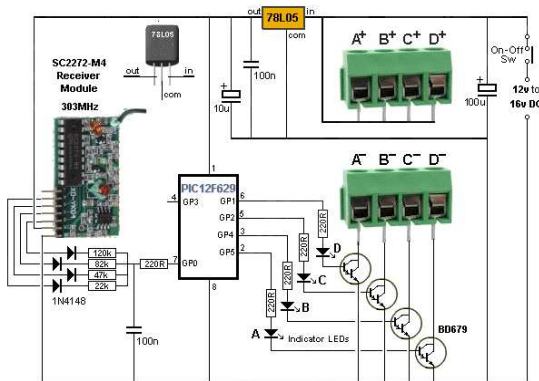 out 78L05 in
com
78L05
out in
com
SC2272-M4
Receiver
Module
303MHz
100n
10u
A+ B+ C+ D+
100u
On-Off
Sw
12v to
16v DC
A- B- C- D-
1
PIC12F629
4 GP3
GP1 6
GP2 5
GP4 3
GP5 2
7 GP0
8
220R
220R
220R
220R
220R
120k
82k
47k
22k
1N4148
100n
D
C
B
A
Indicator LEDs
BD679